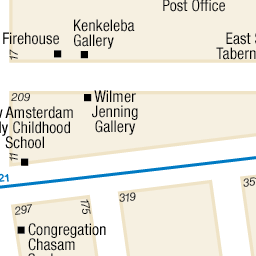 Post Office
Kenkeleba
Gallery
Firehouse
East
Tabern
17
209
Wilmer
Jenning
Gallery
Amsterdam
Childhood
School
11
21
297
175
319
35
Congregation
Chasam